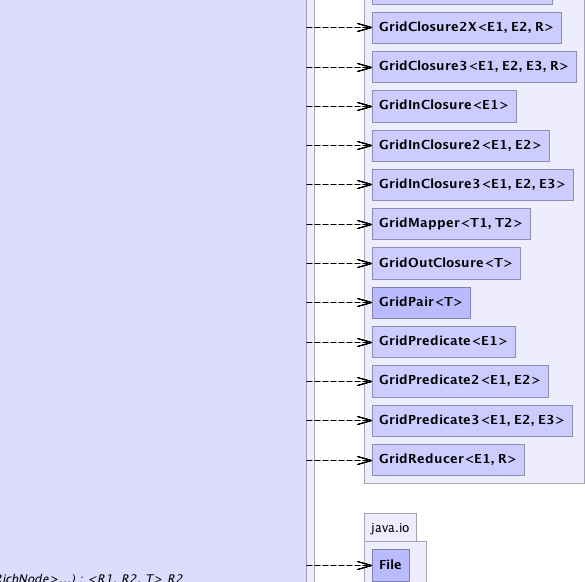 GridClosure2X<E1, E2, R>
GridClosure3<E1, E2, E3, R>
GridInClosure<E1>
GridInClosure2<E1, E2>
GridInClosure3<E1, E2, E3>
GridMapper<T1, T2>
GridOutClosure<T>
GridPair<T>
GridPredicate<E1>
GridPredicate2<E1, E2>
GridPredicate3<E1, E2, E3>
GridReducer<E1, R>
java.io
File
RichNode>...) : <R1, R2, T> R2